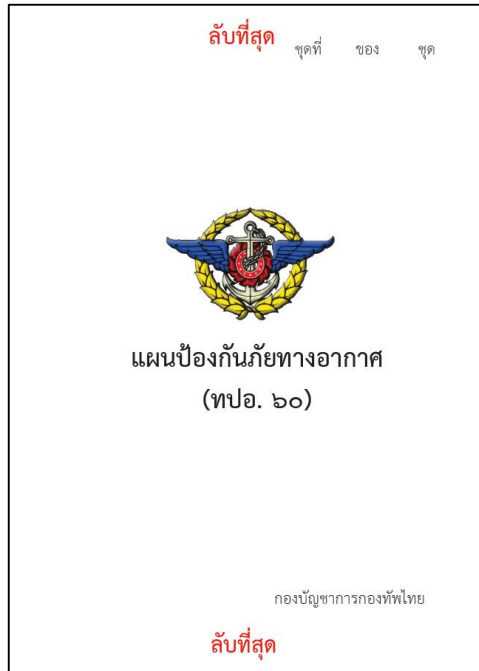 ลับที่สุด
ชุดที่ ของ ชุด
แผนป้องกันภัยทางอากาศ
(ทปอ. ๖๐)
กองบัญชาการกองทัพไทย
ลับที่สุด